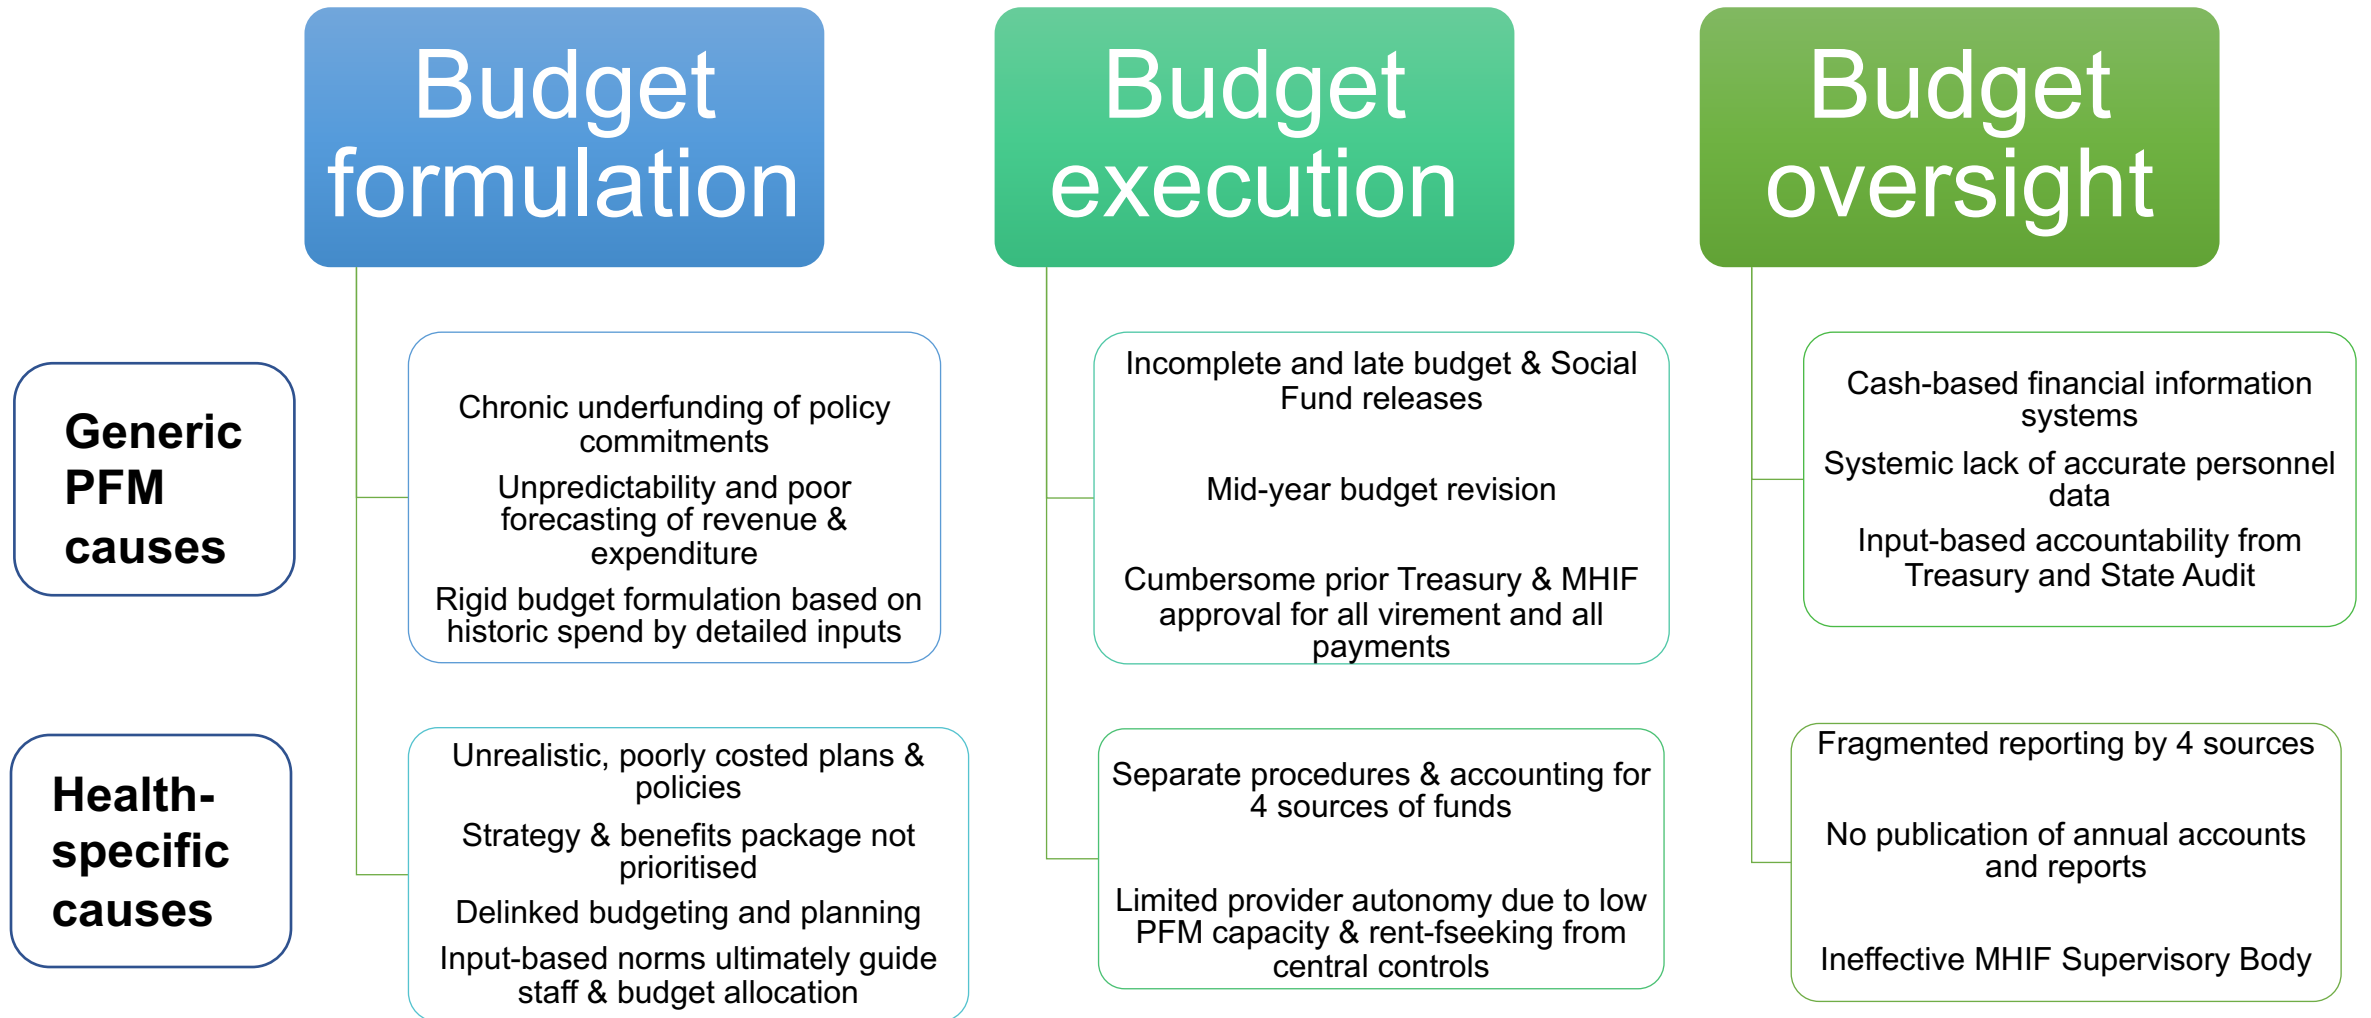 Budget
formulation
Budget
execution
Budget
oversight
Generic
PFM
causes
Chronic underfunding of policy
commitments
Unpredictability and poor
forecasting of revenue &
expenditure
Rigid budget formulation based on
historic spend by detailed inputs
Incomplete and late budget & Social
Fund releases
Mid-year budget revision
Cumbersome prior Treasury & MHIF
approval for all virement and all
payments
Cash-based financial information
systems
Systemic lack of accurate personnel
data
Input-based accountability from
Treasury and State Audit
Health-
specific
causes
Unrealistic, poorly costed plans &
policies
Strategy & benefits package not
prioritised
Delinked budgeting and planning
Input-based norms ultimately guide
staff & budget allocation
Separate procedures & accounting for
4 sources of funds
Limited provider autonomy due to low
PFM capacity & rent-fseeking from
central controls
Fragmented reporting by 4 sources
No publication of annual accounts
and reports
Ineffective MHIF Supervisory Body